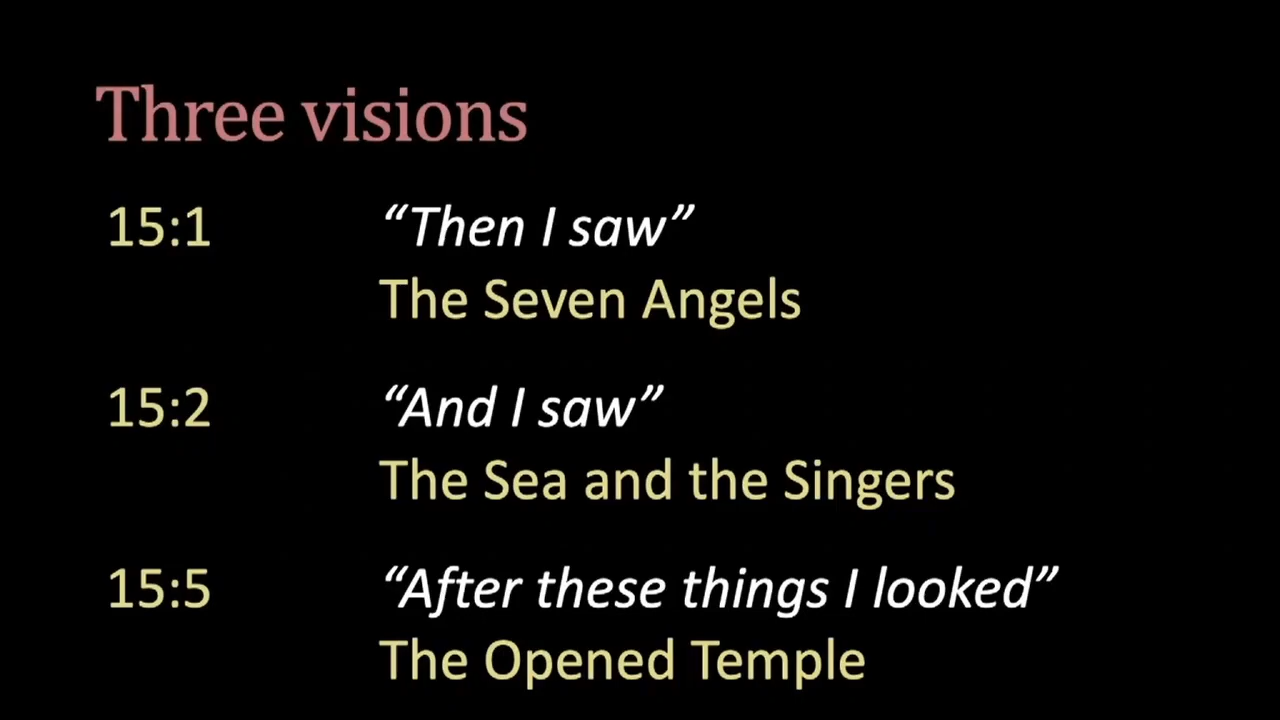 Three visions
15:1 “Then I saw”
The Seven Angels
15:2 “And I saw”
The Sea and the Singers
15:5 “After these things I looked”
The Opened Temple